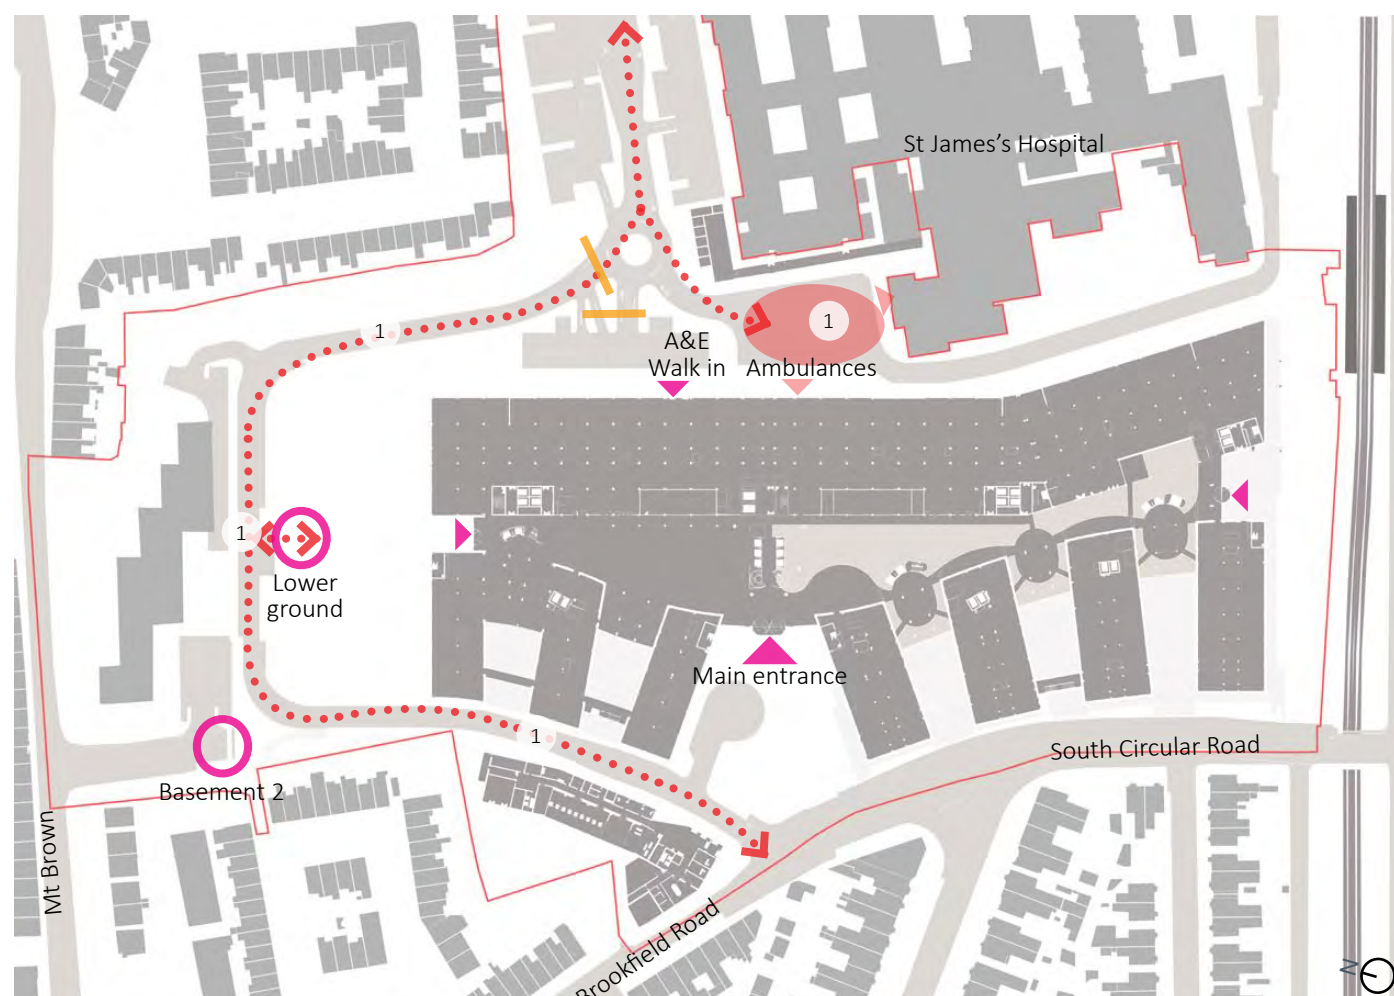 St James's Hospital
1
1
A&E
Walk in
Ambulances
1
Lower
ground
Main entrance
1
South Circular Road
Basement 2
Mt Brown
Brookfield Road
N